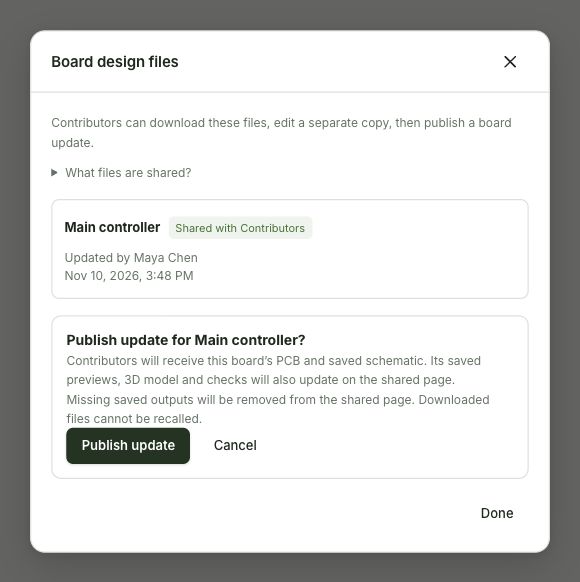 Board design files
Contributors can download these files, edit a separate copy, then publish a board
update.
What files are shared?
Main controller
Shared with Contributors
Updated by Maya Chen
Nov 10, 2026, 3:48 PM
Publish update for Main controller?
Contributors will receive this board’s PCB and saved schematic. Its saved
previews, 3D model and checks will also update on the shared page.
Missing saved outputs will be removed from the shared page. Downloaded
files cannot be recalled.
Publish update
Cancel
Done